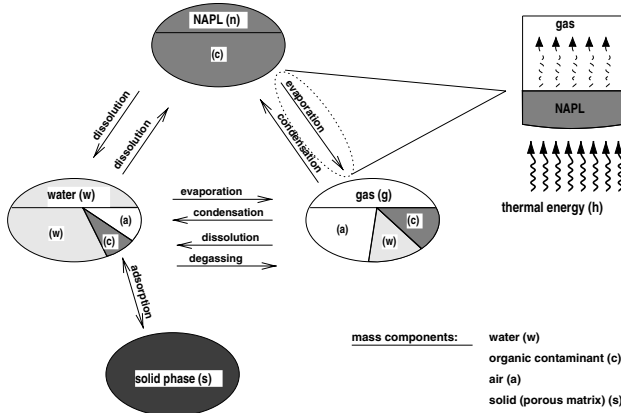 NAPL (n)
(c)
gas
NAPL
thermal energy (h)
dissolution
dissolution
evaporation
condensation
water (w)
(a)
(w)
(c)
evaporation
condensation
dissolution
degassing
gas (g)
(a)
(c)
(w)
adsorption
solid phase (s)
mass components:
water (w)
organic contaminant (c)
air (a)
solid (porous matrix) (s)